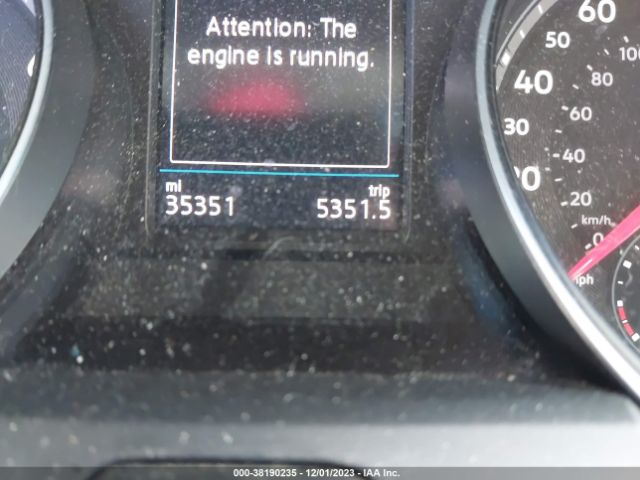 Attention: The
engine is running.
mi
trip
35351
5351.5
60
50
40
30
20
100
80
60
40
20
km/h
0
mph
000-38190235 - 12/01/2023 - IAA Inc.